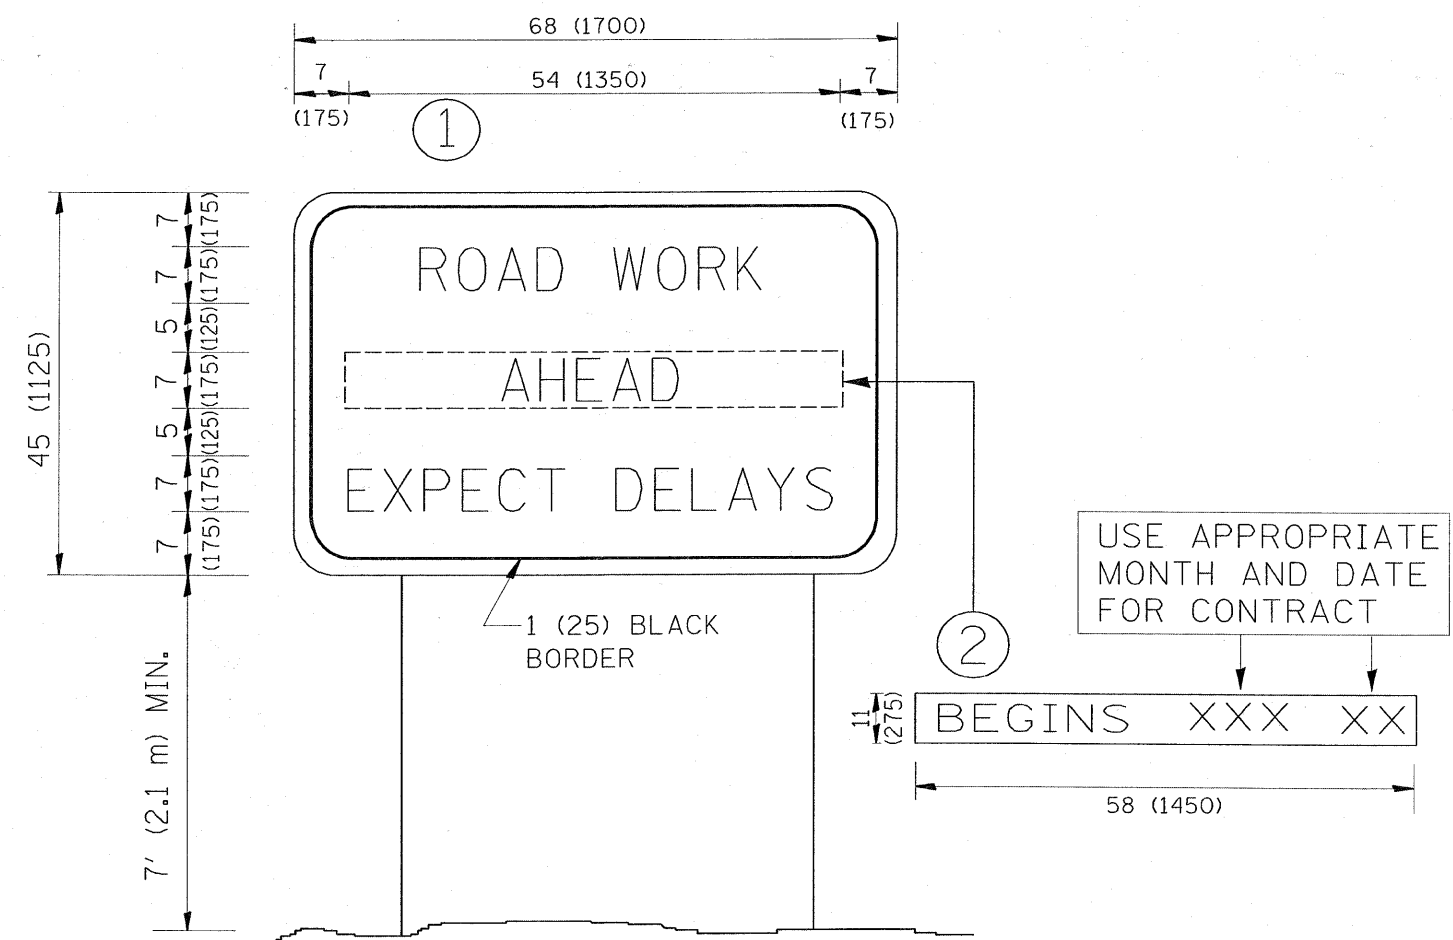 68 (1700)
7
54 (1350)
7
(175)
(175)
1
7
(175)
7
(175)
5
(125)
7
(175)
5
(125)
7
(175)
7
(175)
45 (1125)
ROAD WORK
AHEAD
EXPECT DELAYS
1 (25) BLACK
BORDER
7' (2.1 m) MIN.
2
USE APPROPRIATE
MONTH AND DATE
FOR CONTRACT
11
(275)
BEGINS XXX XX
58 (1450)